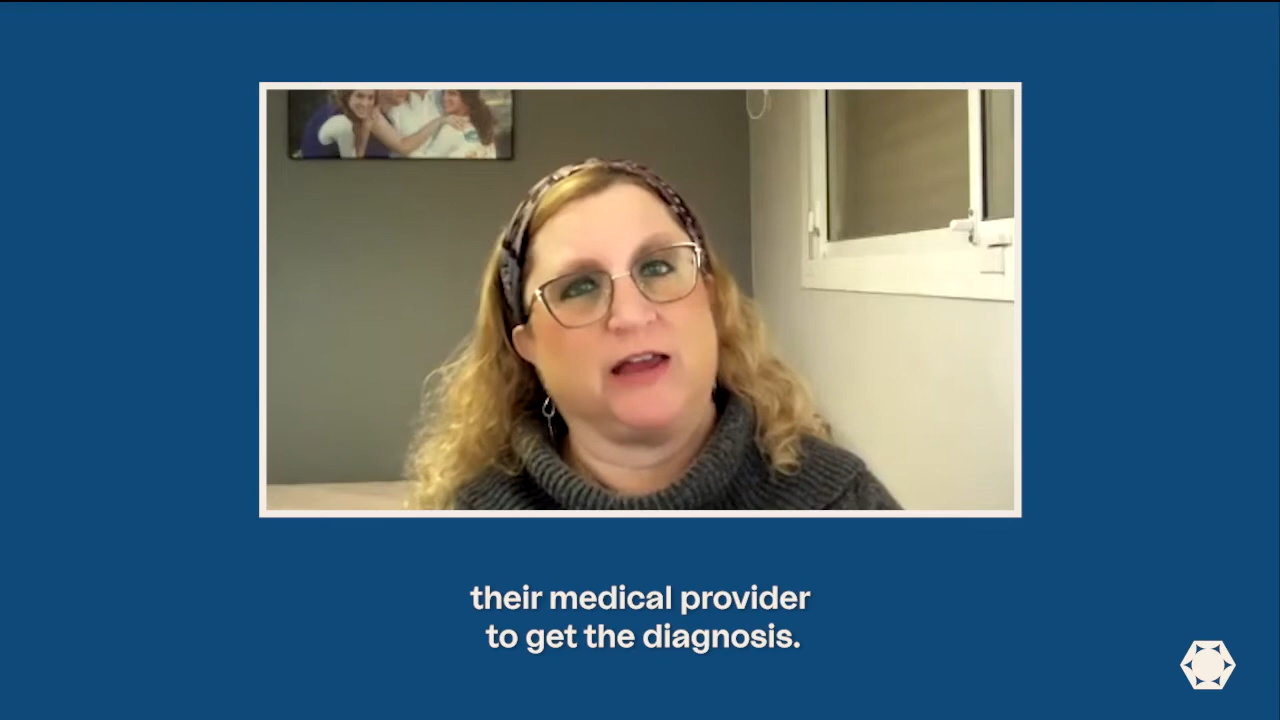 their medical provider
to get the diagnosis.